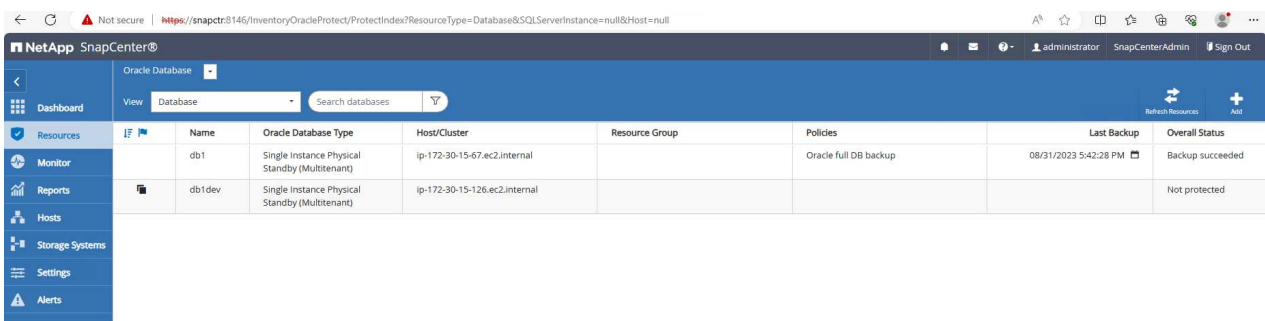 Not secure | https://snapctr:8146/InventoryOracleProtect/ProtectIndex?ResourceType=Database&SQLServerInstance=null&Host=null
NetApp SnapCenter® administrator SnapCenterAdmin Sign Out
Oracle Database
Dashboard View Database Search databases Refresh Resources Add
Resources Name Oracle Database Type Host/Cluster Resource Group Policies Last Backup Overall Status
db1 Single Instance Physical ip-172-30-15-67.ec2.internal Oracle full DB backup 08/31/2023 5:42:28 PM Backup succeeded
Monitor Standby (Multitenant)
Reports db1dev Single Instance Physical ip-172-30-15-126.ec2.internal Not protected
Standby (Multitenant)
Hosts
Storage Systems
Settings
Alerts